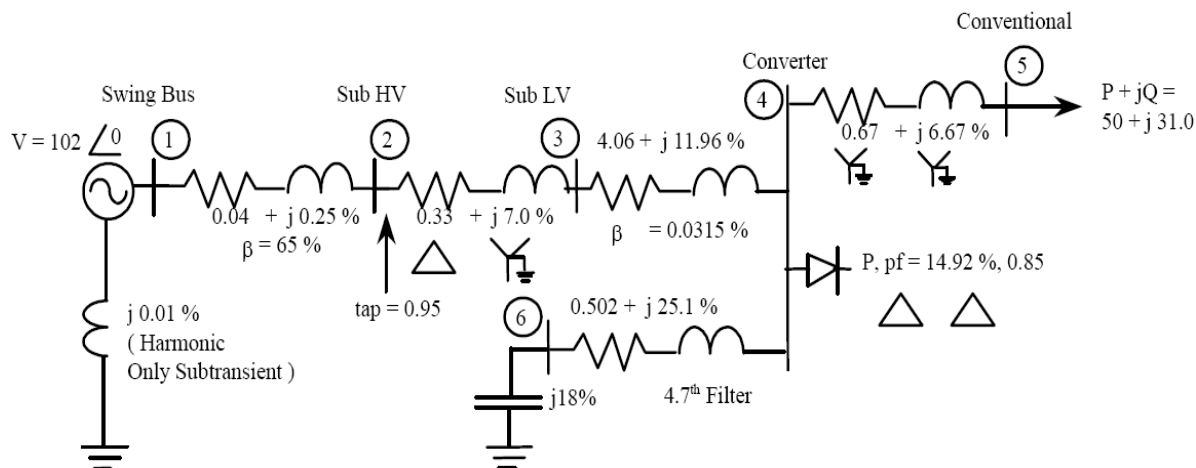 Conventional
Converter
5
Swing Bus
Sub HV
Sub LV
4
P + jQ =
50 + j 31.0
V = 102 ∠0
1
2
3
4.06 + j 11.96 %
0.67 + j 6.67 %
0.04 + j 0.25 %
0.33 + j 7.0 %
β = 65 %
β = 0.0315 %
P, pf = 14.92 %, 0.85
tap = 0.95
6
0.502 + j 25.1 %
j 0.01 %
( Harmonic
Only Subtransient )
j18%
4.7th Filter